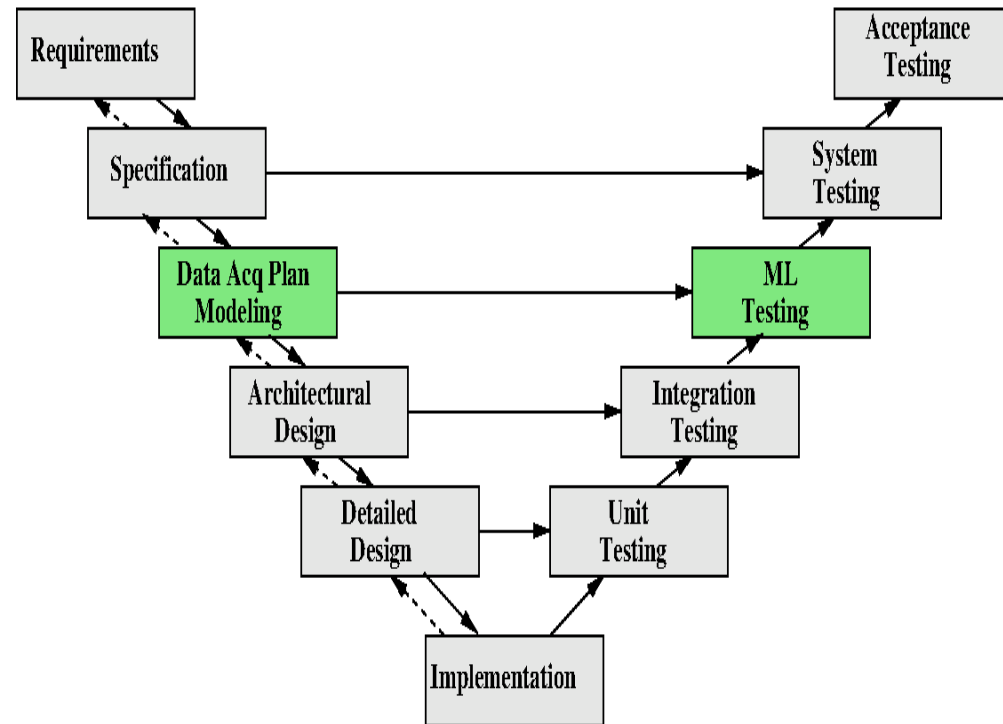 Requirements
Acceptance
Testing
Specification
System
Testing
Data Acq Plan
Modeling
ML
Testing
Architectural
Design
Integration
Testing
Detailed
Design
Unit
Testing
Implementation